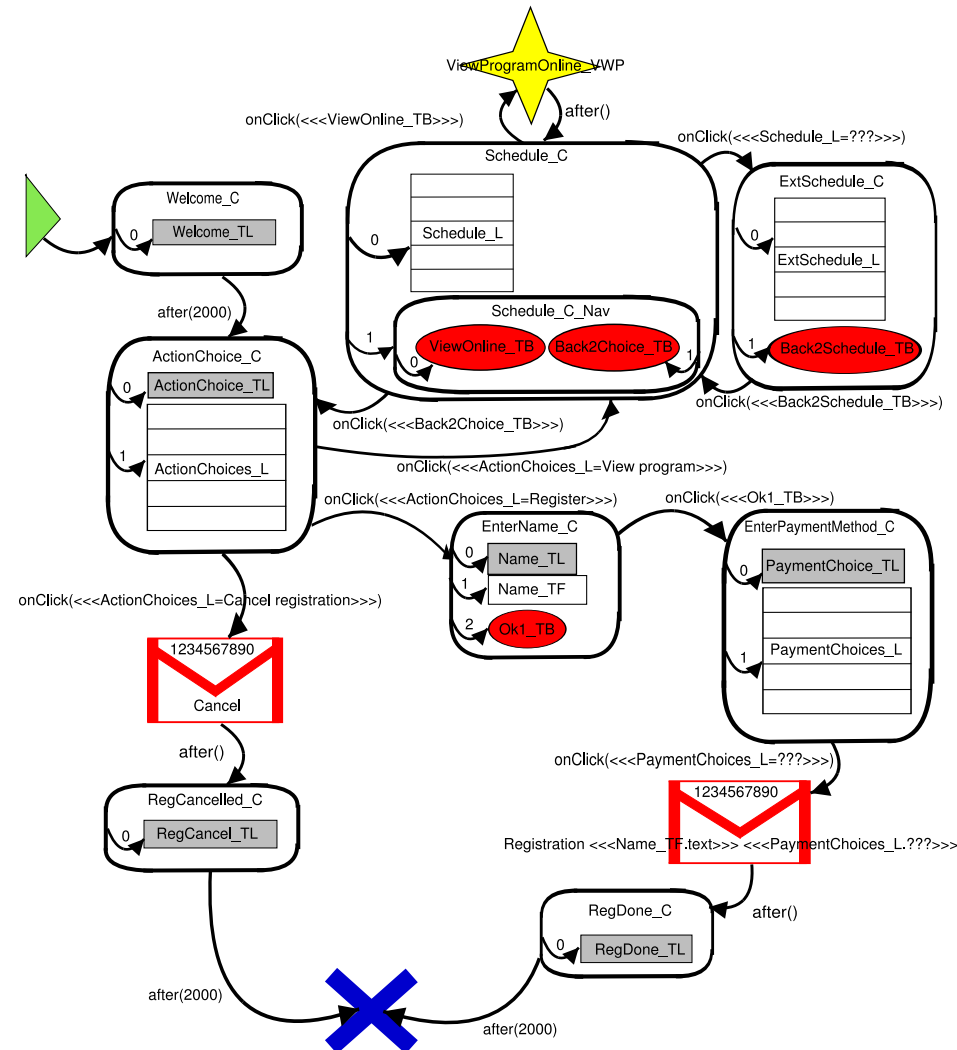 ViewProgramOnline_VWP
after()
onClick(<<<ViewOnline_TB>>>)
onClick(<<<Schedule_L=???>>>)
Schedule_C
0
Schedule_L
1
Schedule_C_Nav
0
ViewOnline_TB
Back2Choice_TB
1
ExtSchedule_C
0
ExtSchedule_L
1
Back2Schedule_TB
onClick(<<<Back2Schedule_TB>>>)
Welcome_C
0
Welcome_TL
after(2000)
ActionChoice_C
0
ActionChoice_TL
1
ActionChoices_L
onClick(<<<Back2Choice_TB>>>)
onClick(<<<ActionChoices_L=View program>>>)
onClick(<<<ActionChoices_L=Register>>>)
onClick(<<<Ok1_TB>>>)
EnterName_C
0
Name_TL
1
Name_TF
2
Ok1_TB
EnterPaymentMethod_C
0
PaymentChoice_TL
1
PaymentChoices_L
onClick(<<<ActionChoices_L=Cancel registration>>>)
1234567890
Cancel
after()
RegCancelled_C
0
RegCancel_TL
after(2000)
onClick(<<<PaymentChoices_L=???>>>)
1234567890
Registration <<<Name_TF.text>>> <<<PaymentChoices_L.???>>>
after()
RegDone_C
0
RegDone_TL
after(2000)